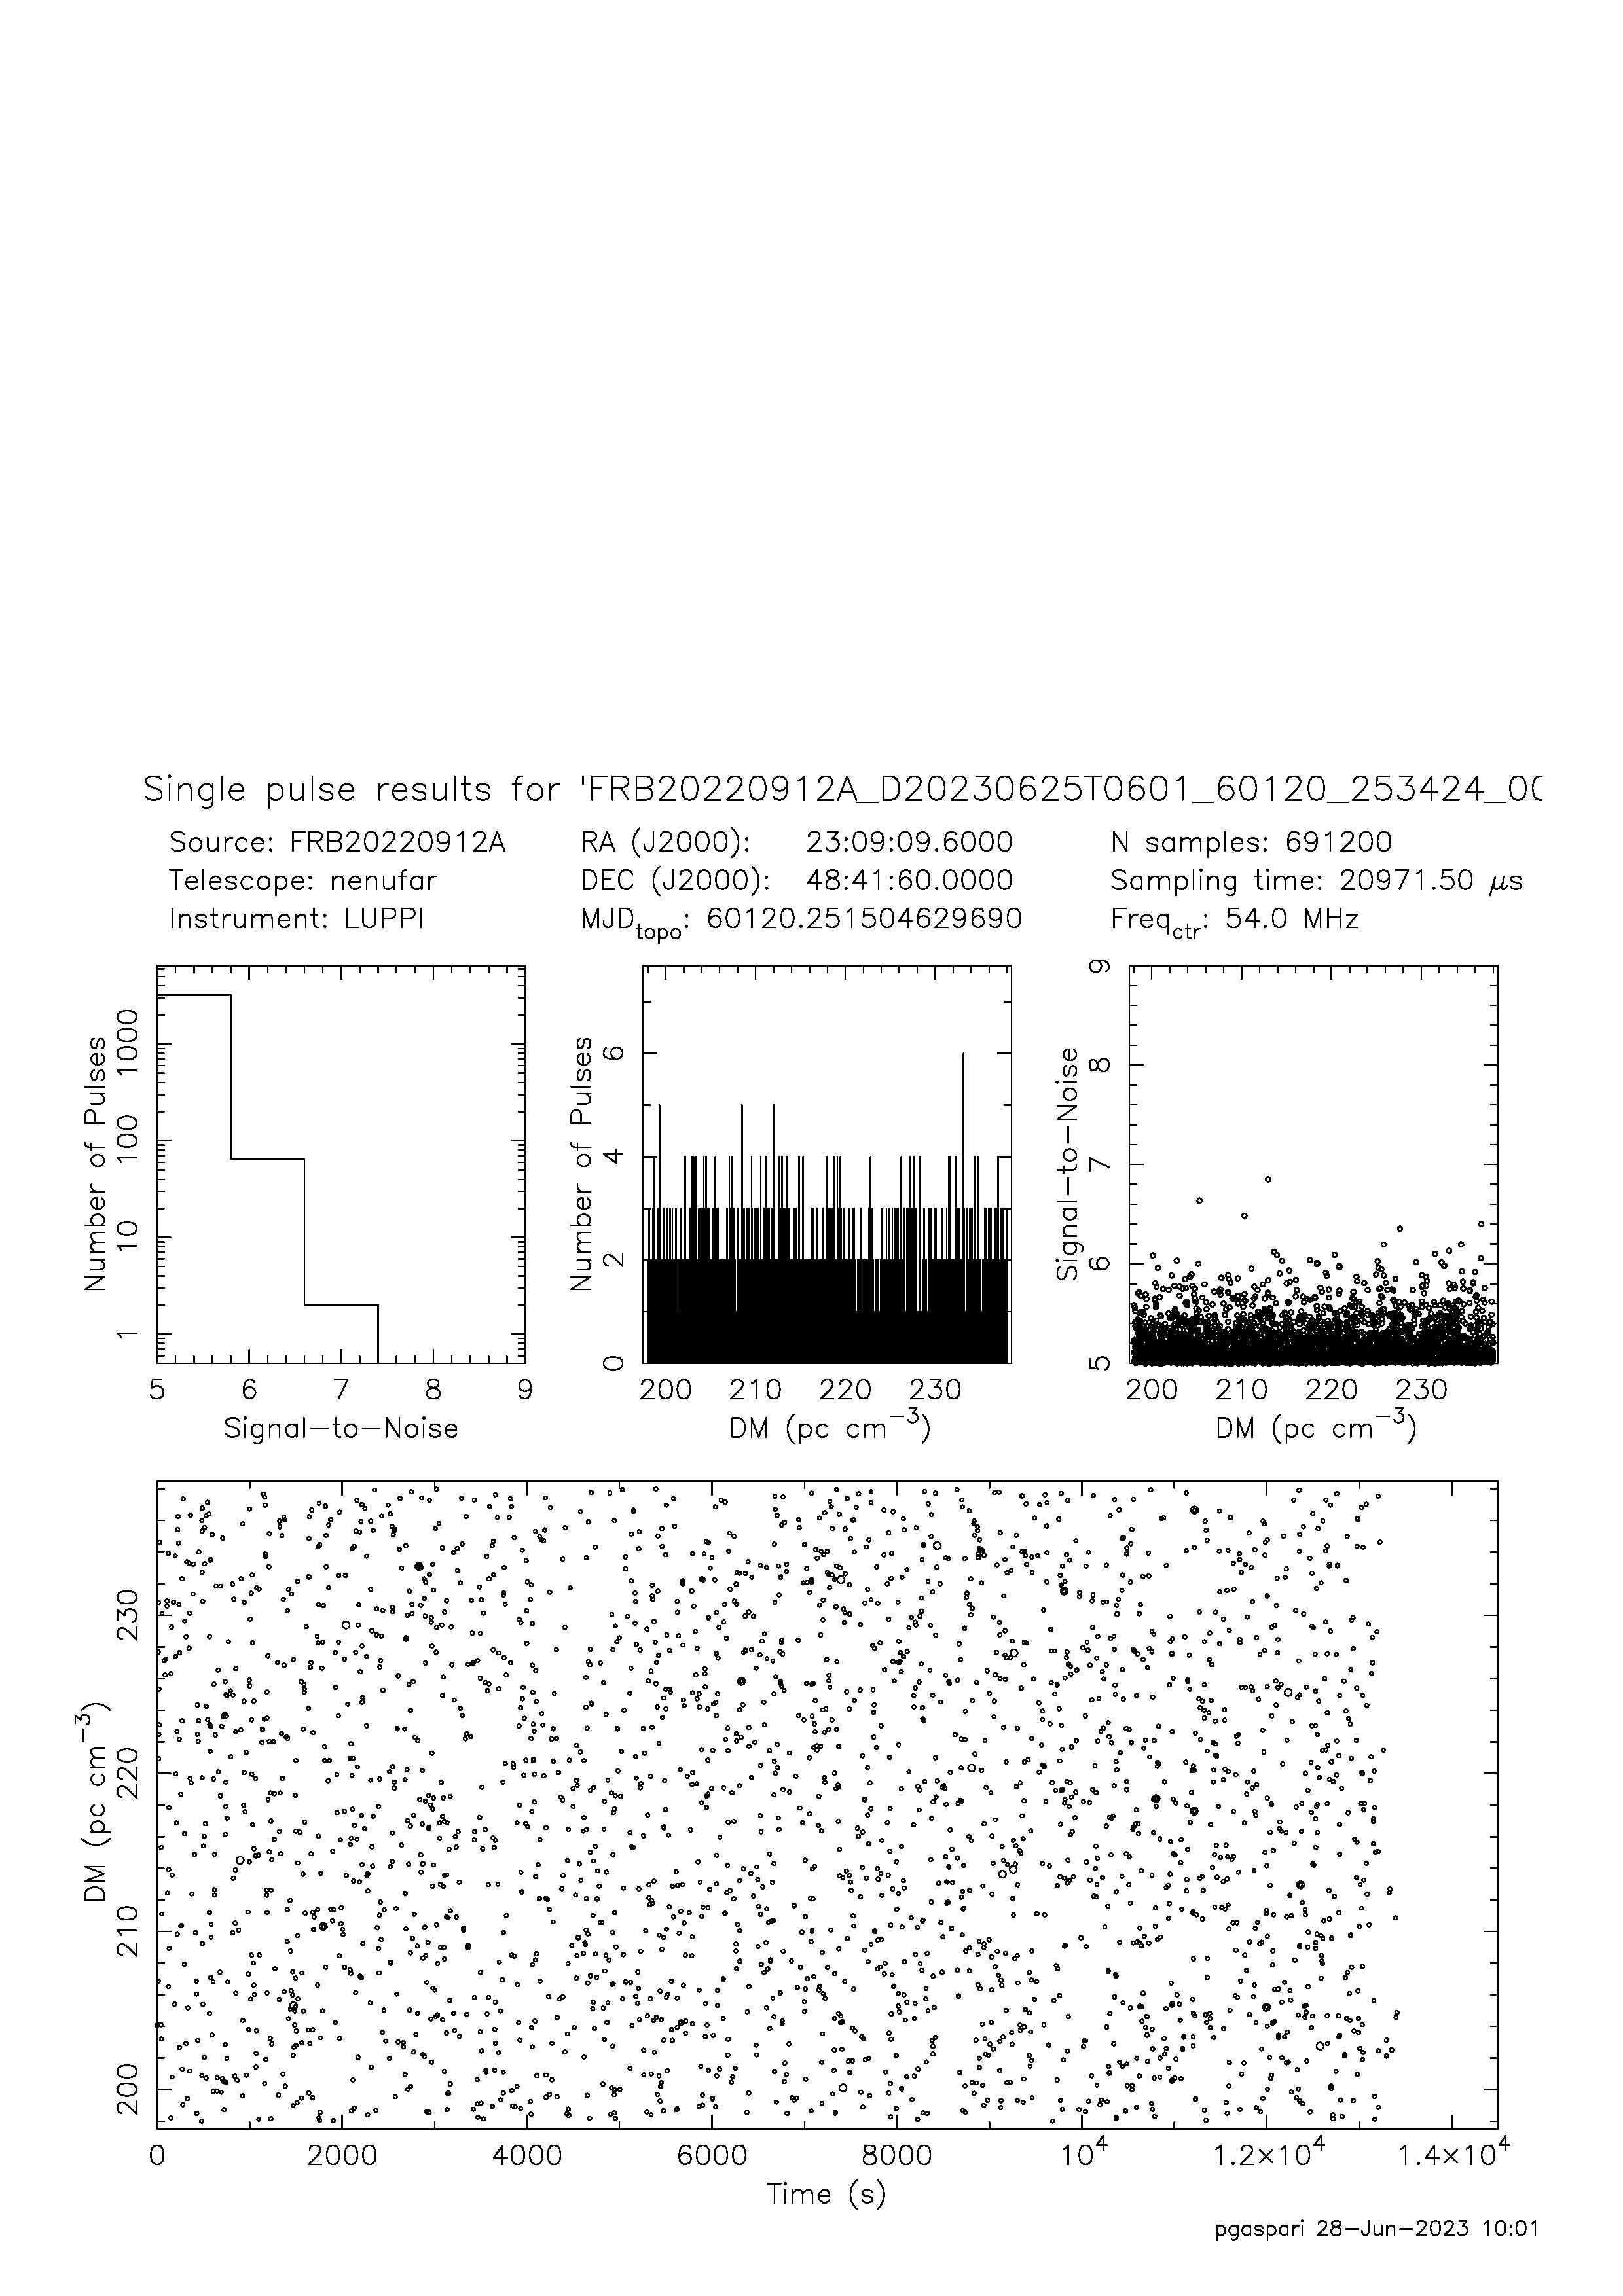 Single pulse results for 'FRB20220912A_D20230625T0601_60120_253424_00
Source: FRB20220912A RA (J2000): 23:09:09.6000 N samples: 691200
Telescope: nenufar DEC (J2000): 48:41:60.0000 Sampling time: 20971.50 μs
Instrument: LUPPI MJDtopo: 60120.251504629690 Freqctr: 54.0 MHz
Number of Pulses
1 10 100 1000
5 6 7 8 9
Signal-to-Noise
Number of Pulses
0 2 4 6
200 210 220 230
DM (pc cm−3)
Signal-to-Noise
5 6 7 8 9
200 210 220 230
DM (pc cm−3)
DM (pc cm−3)
200 210 220 230
0 2000 4000 6000 8000 10^4 1.2×10^4 1.4×10^4
Time (s)
pgaspari 28-Jun-2023 10:01